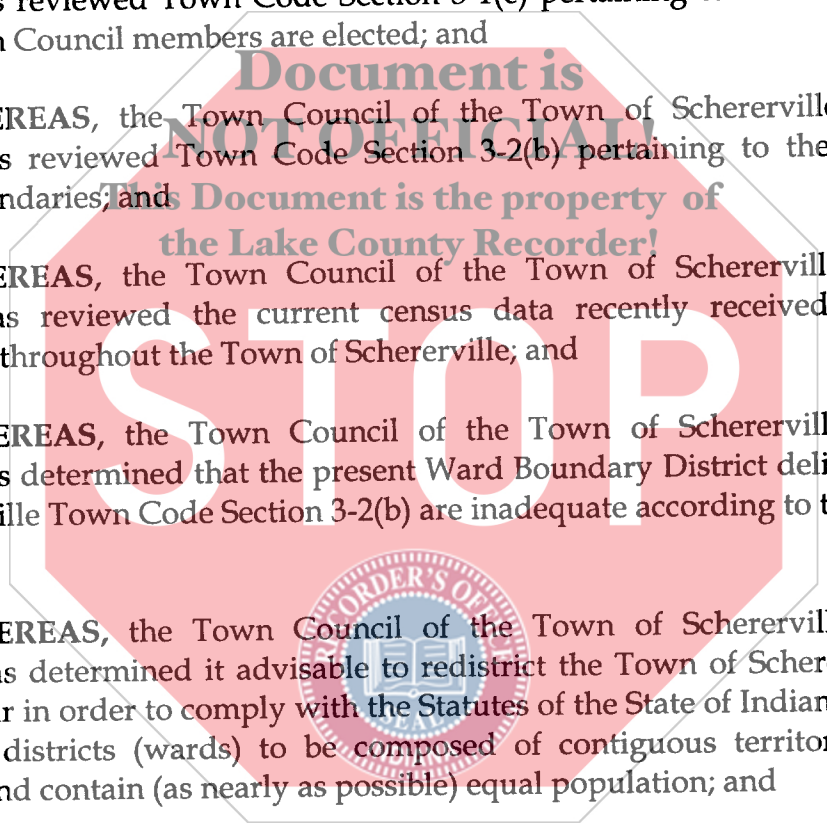 s reviewed Town Code Section 3-1(c) pertaining
n Council members are elected; and
Document is
EREAS, the Town Council of the Town of Schererville
NOT OFFICIAL!
s reviewed Town Code Section 3-2(b) pertaining to the
ndaries; and
This Document is the property of
the Lake County Recorder!
EREAS, the Town Council of the Town of Scherervill
as reviewed the current census data recently received
throughout the Town of Schererville; and
STOP
EREAS, the Town Council of the Town of Scherervill
s determined that the present Ward Boundary District deli
ille Town Code Section 3-2(b) are inadequate according to t
RECORDER'S OFFICE
SEAL
INDIANA
EREAS, the Town Council of the Town of Scherervill
as determined it advisable to redistrict the Town of Scher
r in order to comply with the Statutes of the State of Indian
districts (wards) to be composed of contiguous territor
nd contain (as nearly as possible) equal population; and